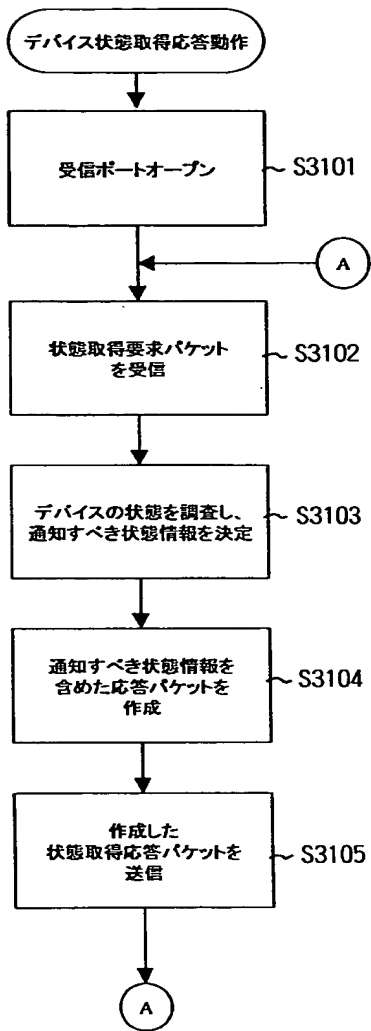 デバイス状態取得応答動作
受信ポートオープン
S3101
A
状態取得要求パケット
を受信
S3102
デバイスの状態を調査し、
通知すべき状態情報を決定
S3103
通知すべき状態情報を
含めた応答パケットを
作成
S3104
作成した
状態取得応答パケットを
送信
S3105
A